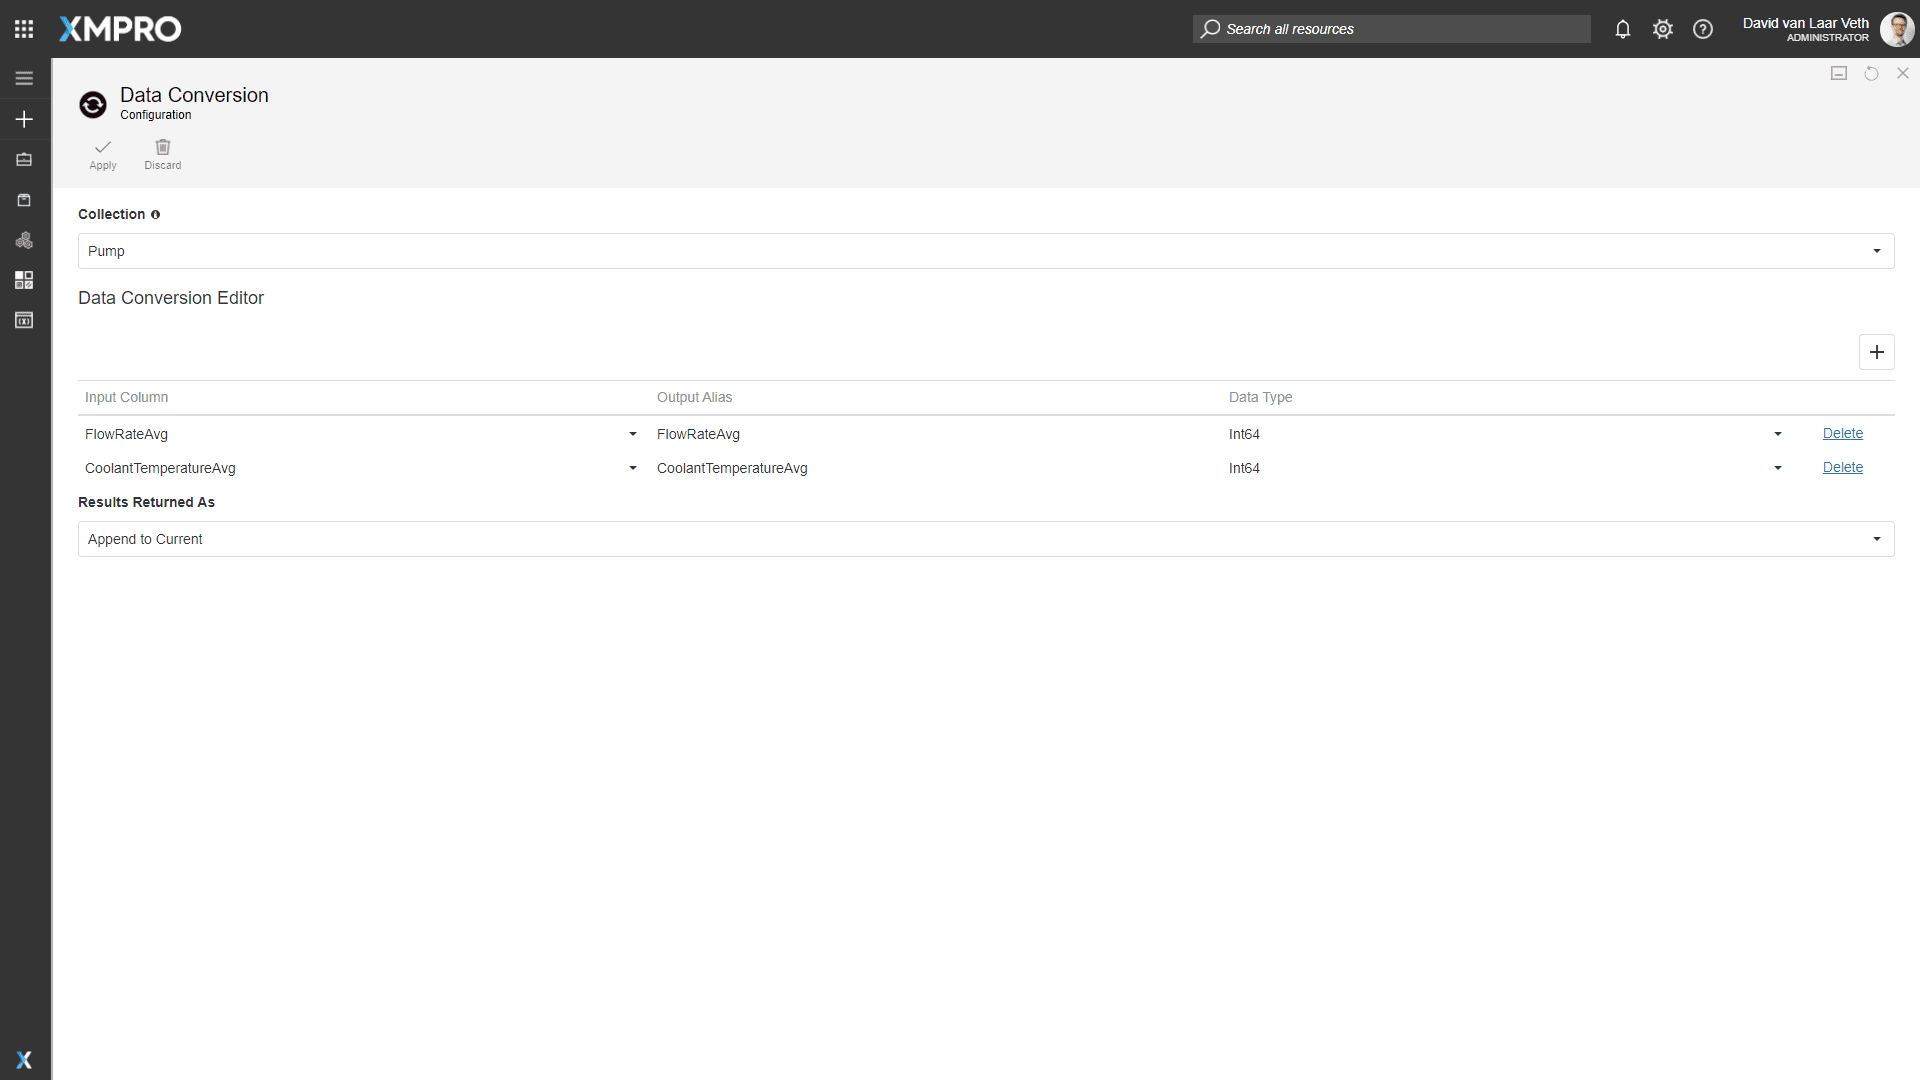 XMPRO
Search all resources
David van Laar Veth
ADMINISTRATOR
Data Conversion
Configuration
Apply
Discard
Collection
Pump
Data Conversion Editor
Input Column
Output Alias
Data Type
FlowRateAvg
FlowRateAvg
Int64
Delete
CoolantTemperatureAvg
CoolantTemperatureAvg
Int64
Delete
Results Returned As
Append to Current
X